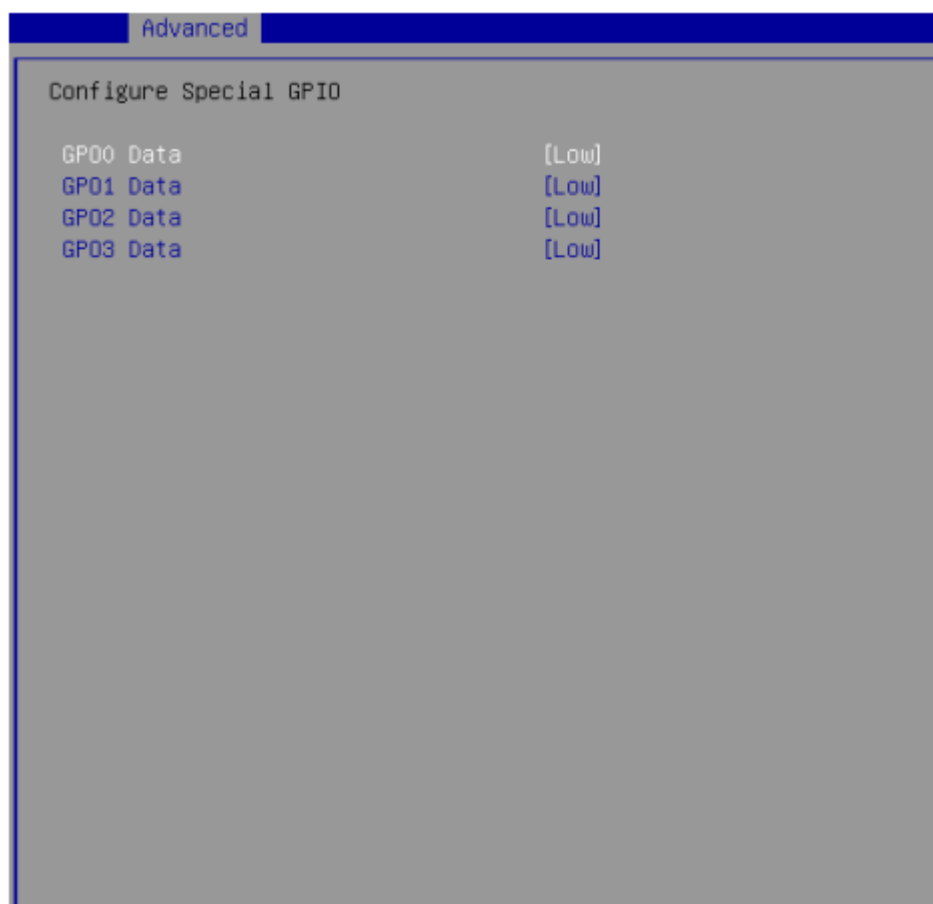 Advanced
Configure Special GPIO
GPO0 Data [Low]
GPO1 Data [Low]
GPO2 Data [Low]
GPO3 Data [Low]